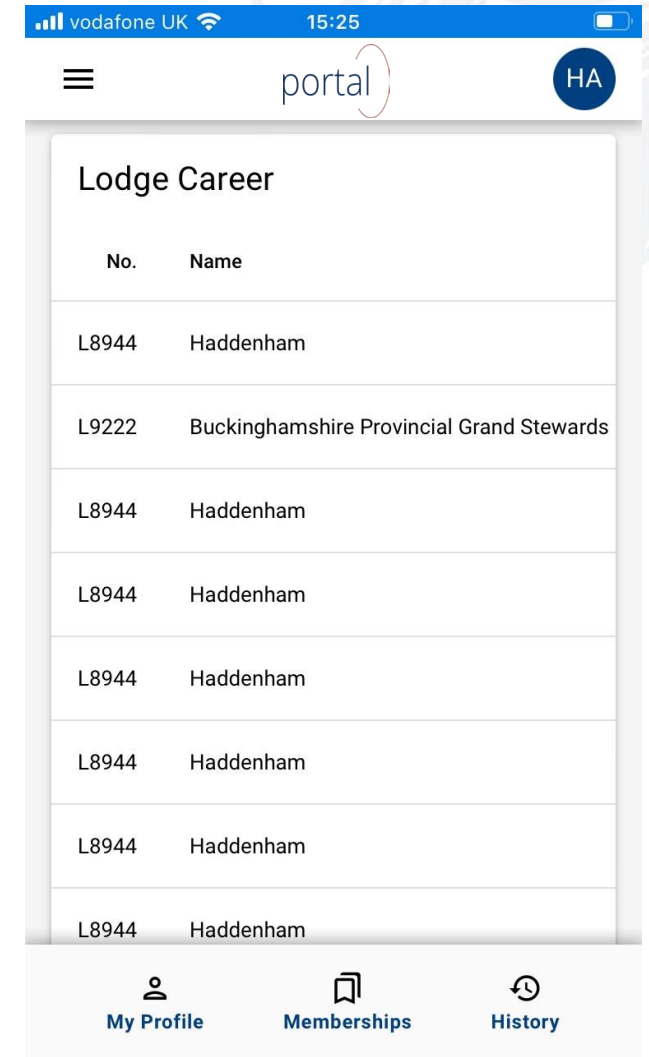 vodafone UK 15:25
portal
HA
Lodge Career
No. Name
L8944 Haddenham
L9222 Buckinghamshire Provincial Grand Stewards
L8944 Haddenham
L8944 Haddenham
L8944 Haddenham
L8944 Haddenham
L8944 Haddenham
L8944 Haddenham
My Profile Memberships History